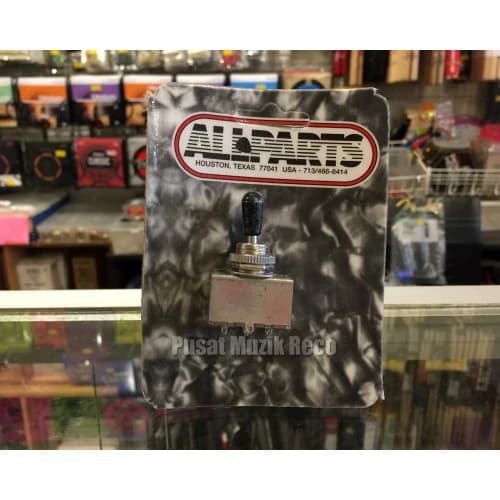 ALLPARTS
HOUSTON, TEXAS 77041 USA - 713/466-6414
Pusat Muzik Reco